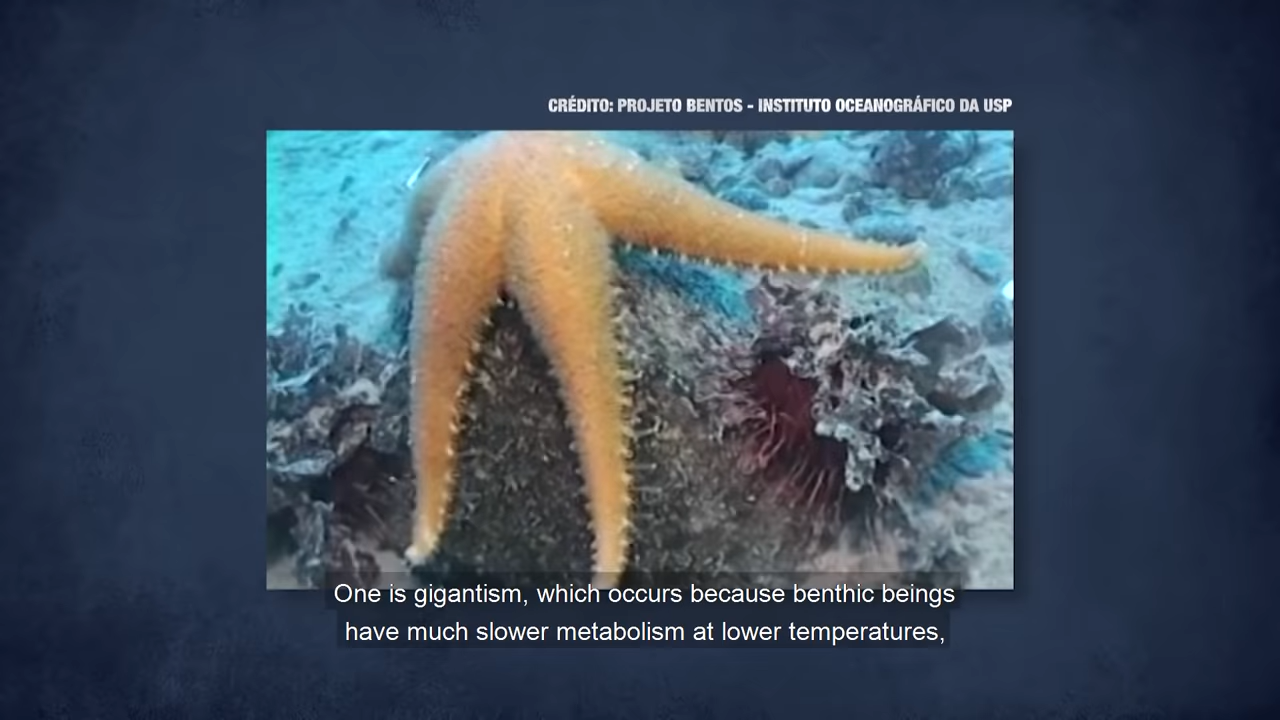 CRÉDITO: PROJETO BENTOS - INSTITUTO OCEANOGRÁFICO DA USP
One is gigantism, which occurs because benthic beings
have much slower metabolism at lower temperatures,